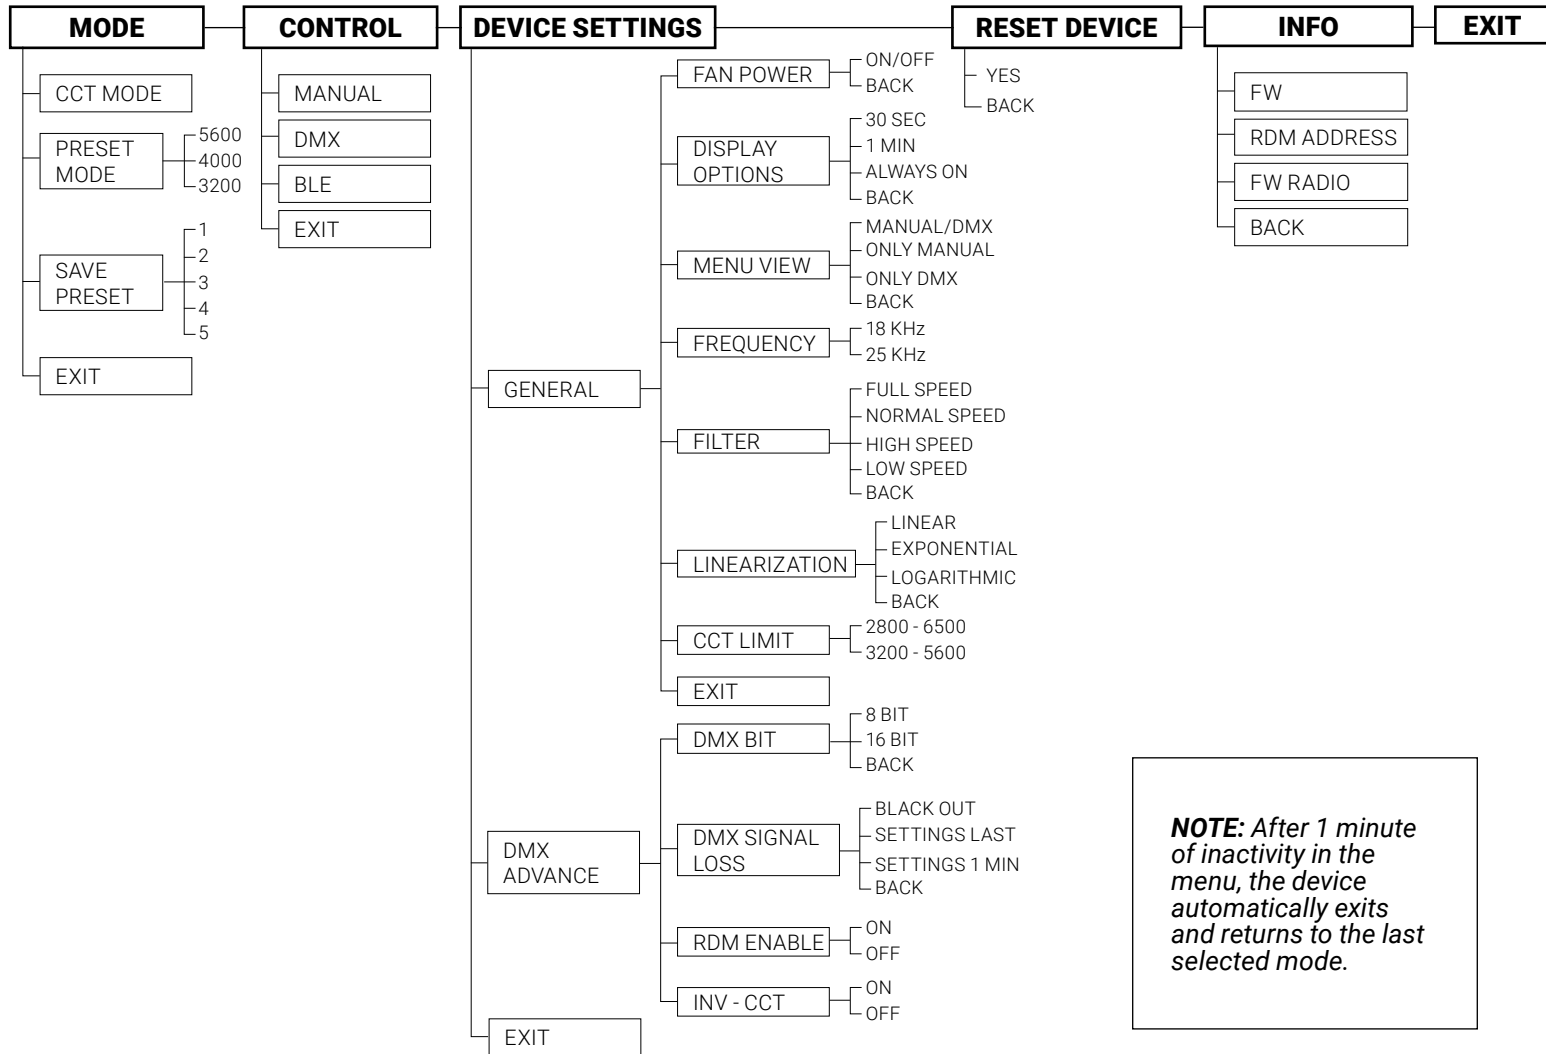 MODE
CONTROL
DEVICE SETTINGS
RESET DEVICE
INFO
EXIT
CCT MODE
PRESET
MODE
5600
4000
3200
SAVE
PRESET
1
2
3
4
5
EXIT
MANUAL
DMX
BLE
EXIT
GENERAL
FAN POWER
ON/OFF
BACK
DISPLAY
OPTIONS
30 SEC
1 MIN
ALWAYS ON
BACK
MENU VIEW
MANUAL/DMX
ONLY MANUAL
ONLY DMX
BACK
FREQUENCY
18 KHz
25 KHz
FILTER
FULL SPEED
NORMAL SPEED
HIGH SPEED
LOW SPEED
BACK
LINEARIZATION
LINEAR
EXPONENTIAL
LOGARITHMIC
BACK
CCT LIMIT
2800 - 6500
3200 - 5600
EXIT
DMX
ADVANCE
DMX BIT
8 BIT
16 BIT
BACK
DMX SIGNAL
LOSS
BLACK OUT
SETTINGS LAST
SETTINGS 1 MIN
BACK
RDM ENABLE
ON
OFF
INV - CCT
ON
OFF
EXIT
YES
BACK
FW
RDM ADDRESS
FW RADIO
BACK
NOTE: After 1 minute
of inactivity in the
menu, the device
automatically exits
and returns to the last
selected mode.